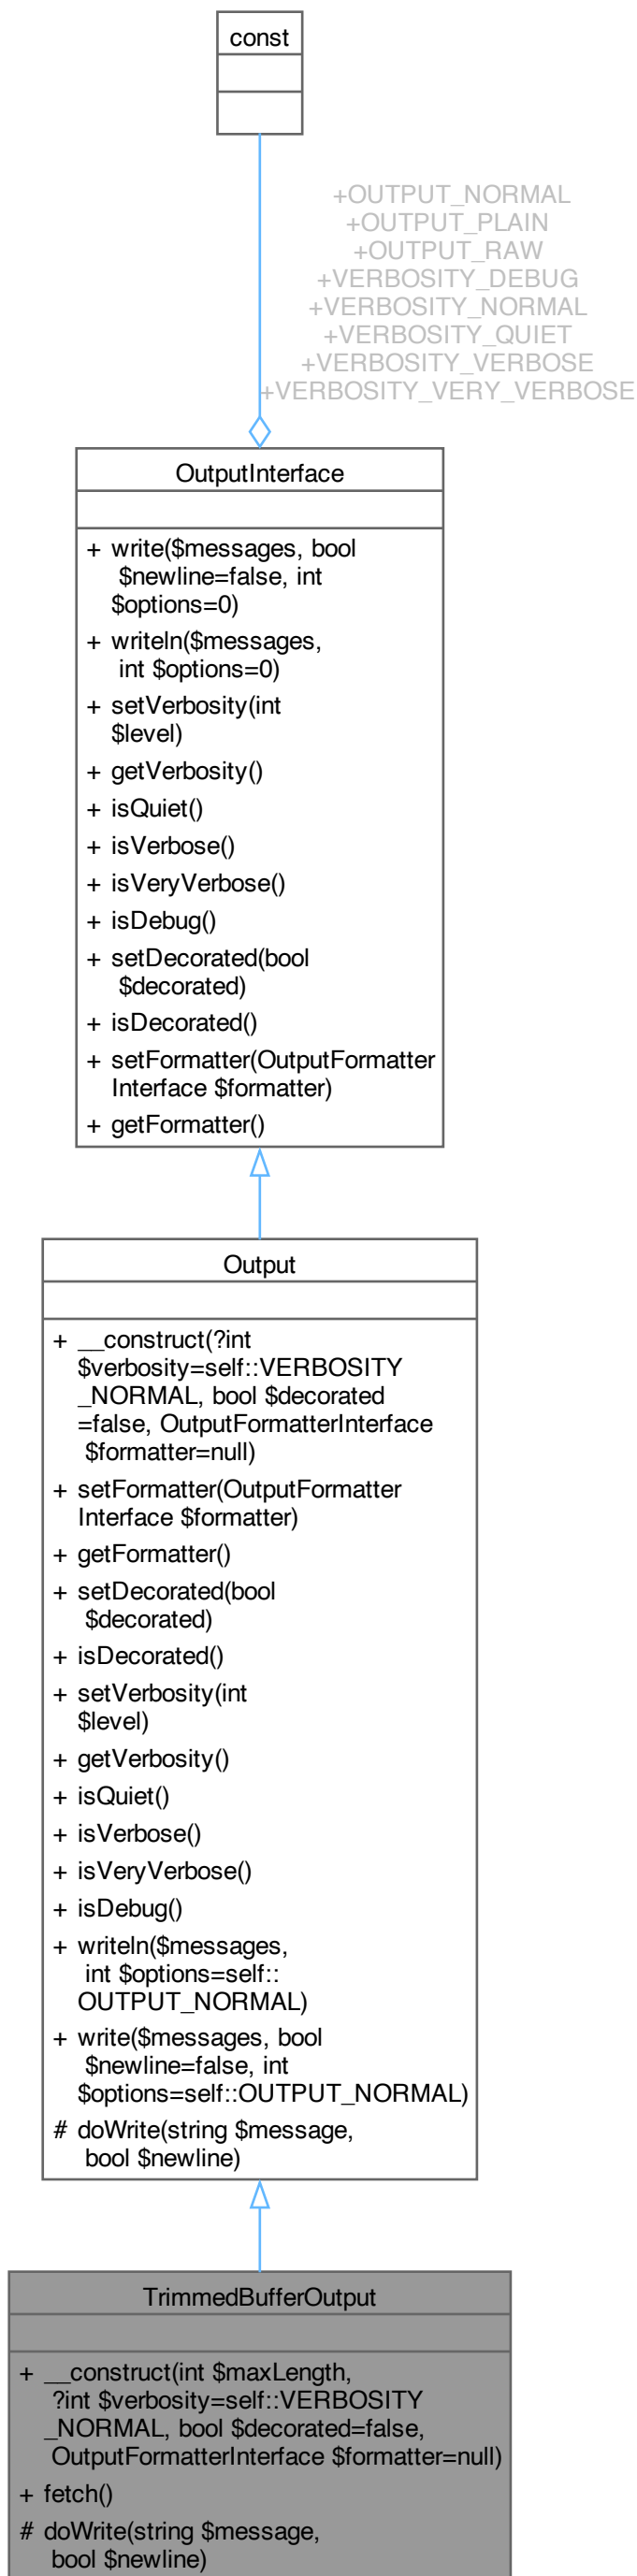 const
+OUTPUT_NORMAL
+OUTPUT_PLAIN
+OUTPUT_RAW
+VERBOSITY_DEBUG
+VERBOSITY_NORMAL
+VERBOSITY_QUIET
+VERBOSITY_VERBOSE
+VERBOSITY_VERY_VERBOSE
OutputInterface
+ write($messages, bool
$newline=false, int
$options=0)
+ writeln($messages,
int $options=0)
+ setVerbosity(int
$level)
+ getVerbosity()
+ isQuiet()
+ isVerbose()
+ isVeryVerbose()
+ isDebug()
+ setDecorated(bool
$decorated)
+ isDecorated()
+ setFormatter(OutputFormatter
Interface $formatter)
+ getFormatter()
Output
+ __construct(?int
$verbosity=self::VERBOSITY
_NORMAL, bool $decorated
=false, OutputFormatterInterface
$formatter=null)
+ setFormatter(OutputFormatter
Interface $formatter)
+ getFormatter()
+ setDecorated(bool
$decorated)
+ isDecorated()
+ setVerbosity(int
$level)
+ getVerbosity()
+ isQuiet()
+ isVerbose()
+ isVeryVerbose()
+ isDebug()
+ writeln($messages,
int $options=self::
OUTPUT_NORMAL)
+ write($messages, bool
$newline=false, int
$options=self::OUTPUT_NORMAL)
# doWrite(string $message,
bool $newline)
TrimmedBufferOutput
+ __construct(int $maxLength,
?int $verbosity=self::VERBOSITY
_NORMAL, bool $decorated=false,
OutputFormatterInterface $formatter=null)
+ fetch()
# doWrite(string $message,
bool $newline)